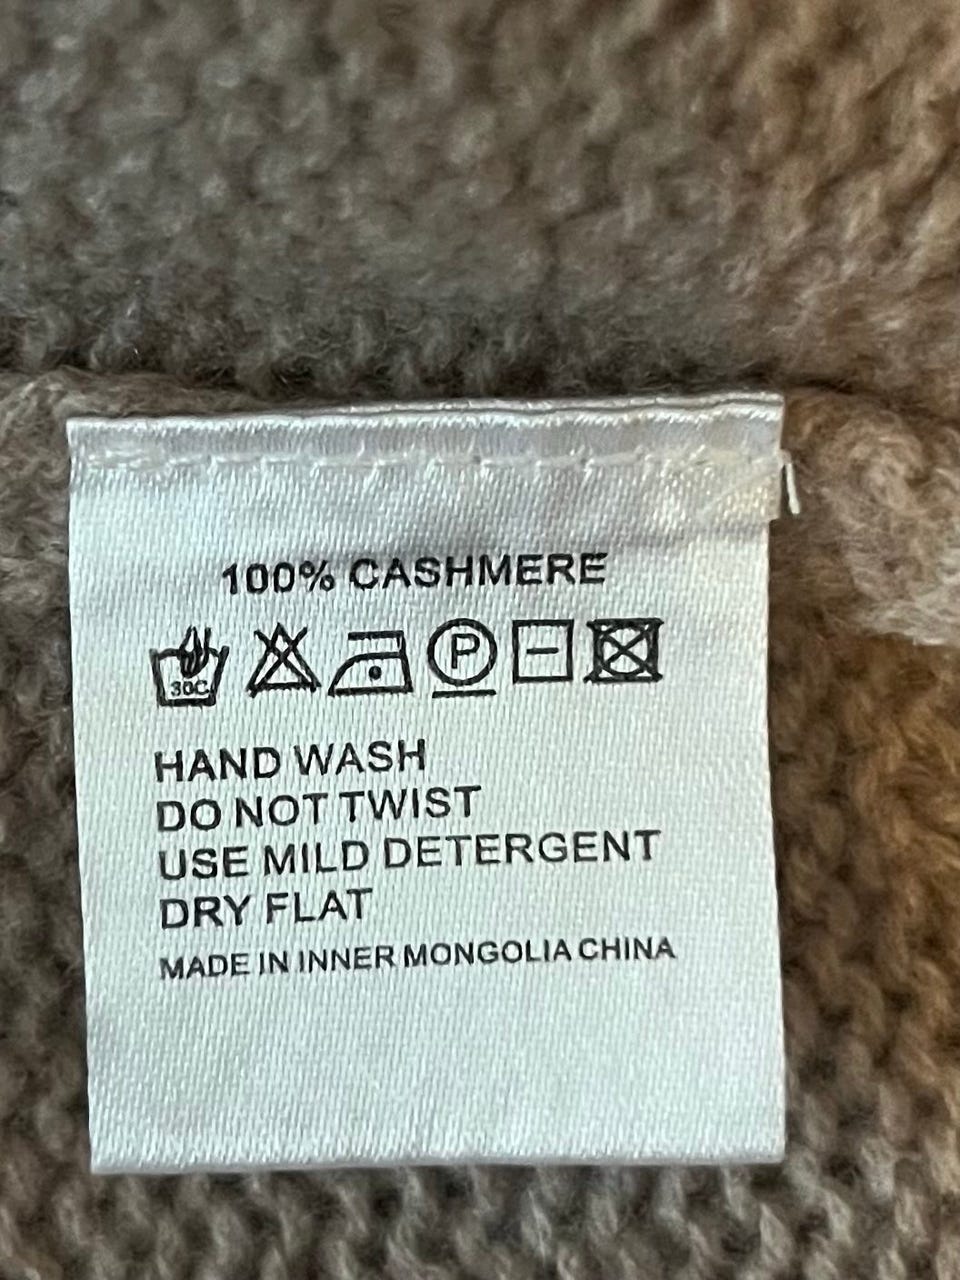 100% CASHMERE
30C P
HAND WASH
DO NOT TWIST
USE MILD DETERGENT
DRY FLAT
MADE IN INNER MONGOLIA CHINA